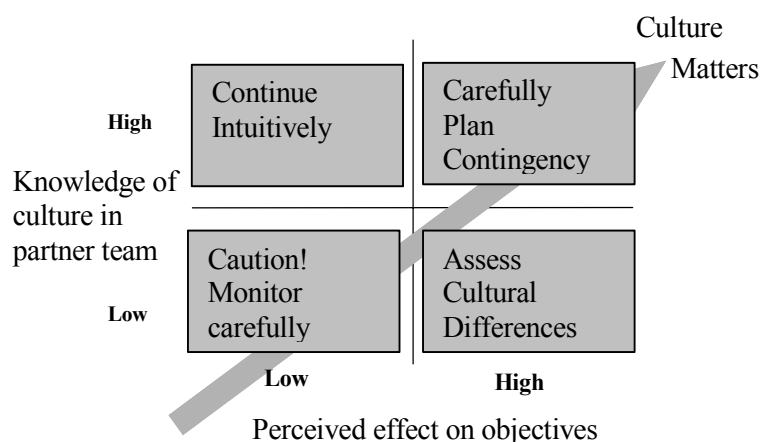 Culture
Matters
Continue
Intuitively
Carefully
Plan
Contingency
High
Knowledge of
culture in
partner team
Caution!
Monitor
carefully
Assess
Cultural
Differences
Low
Low
High
Perceived effect on objectives